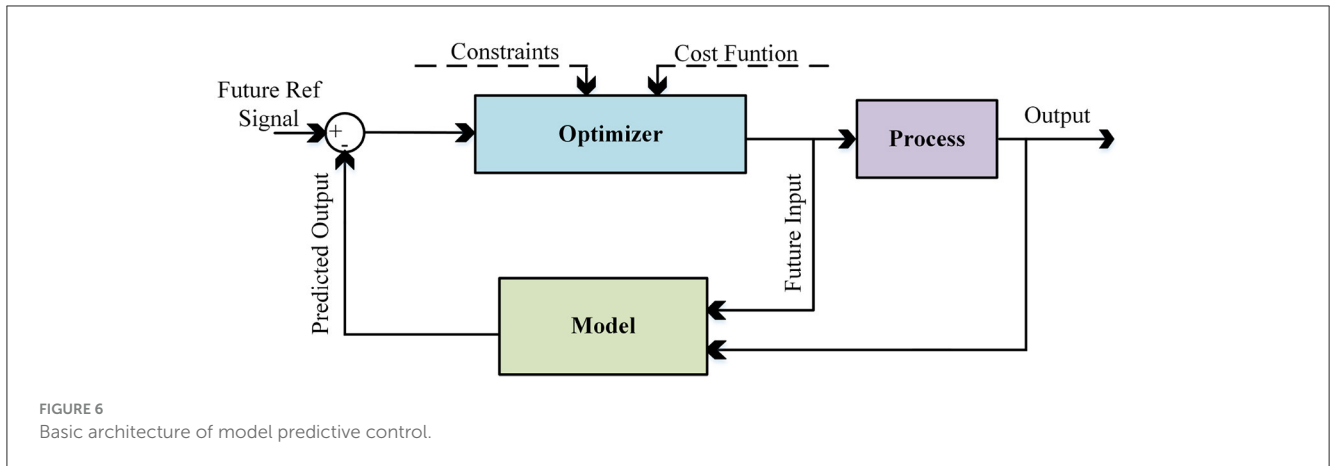 Constraints
Cost Funtion
Future Ref
Signal
+
-
Optimizer
Process
Output
Predicted Output
Future Input
Model
FIGURE 6
Basic architecture of model predictive control.